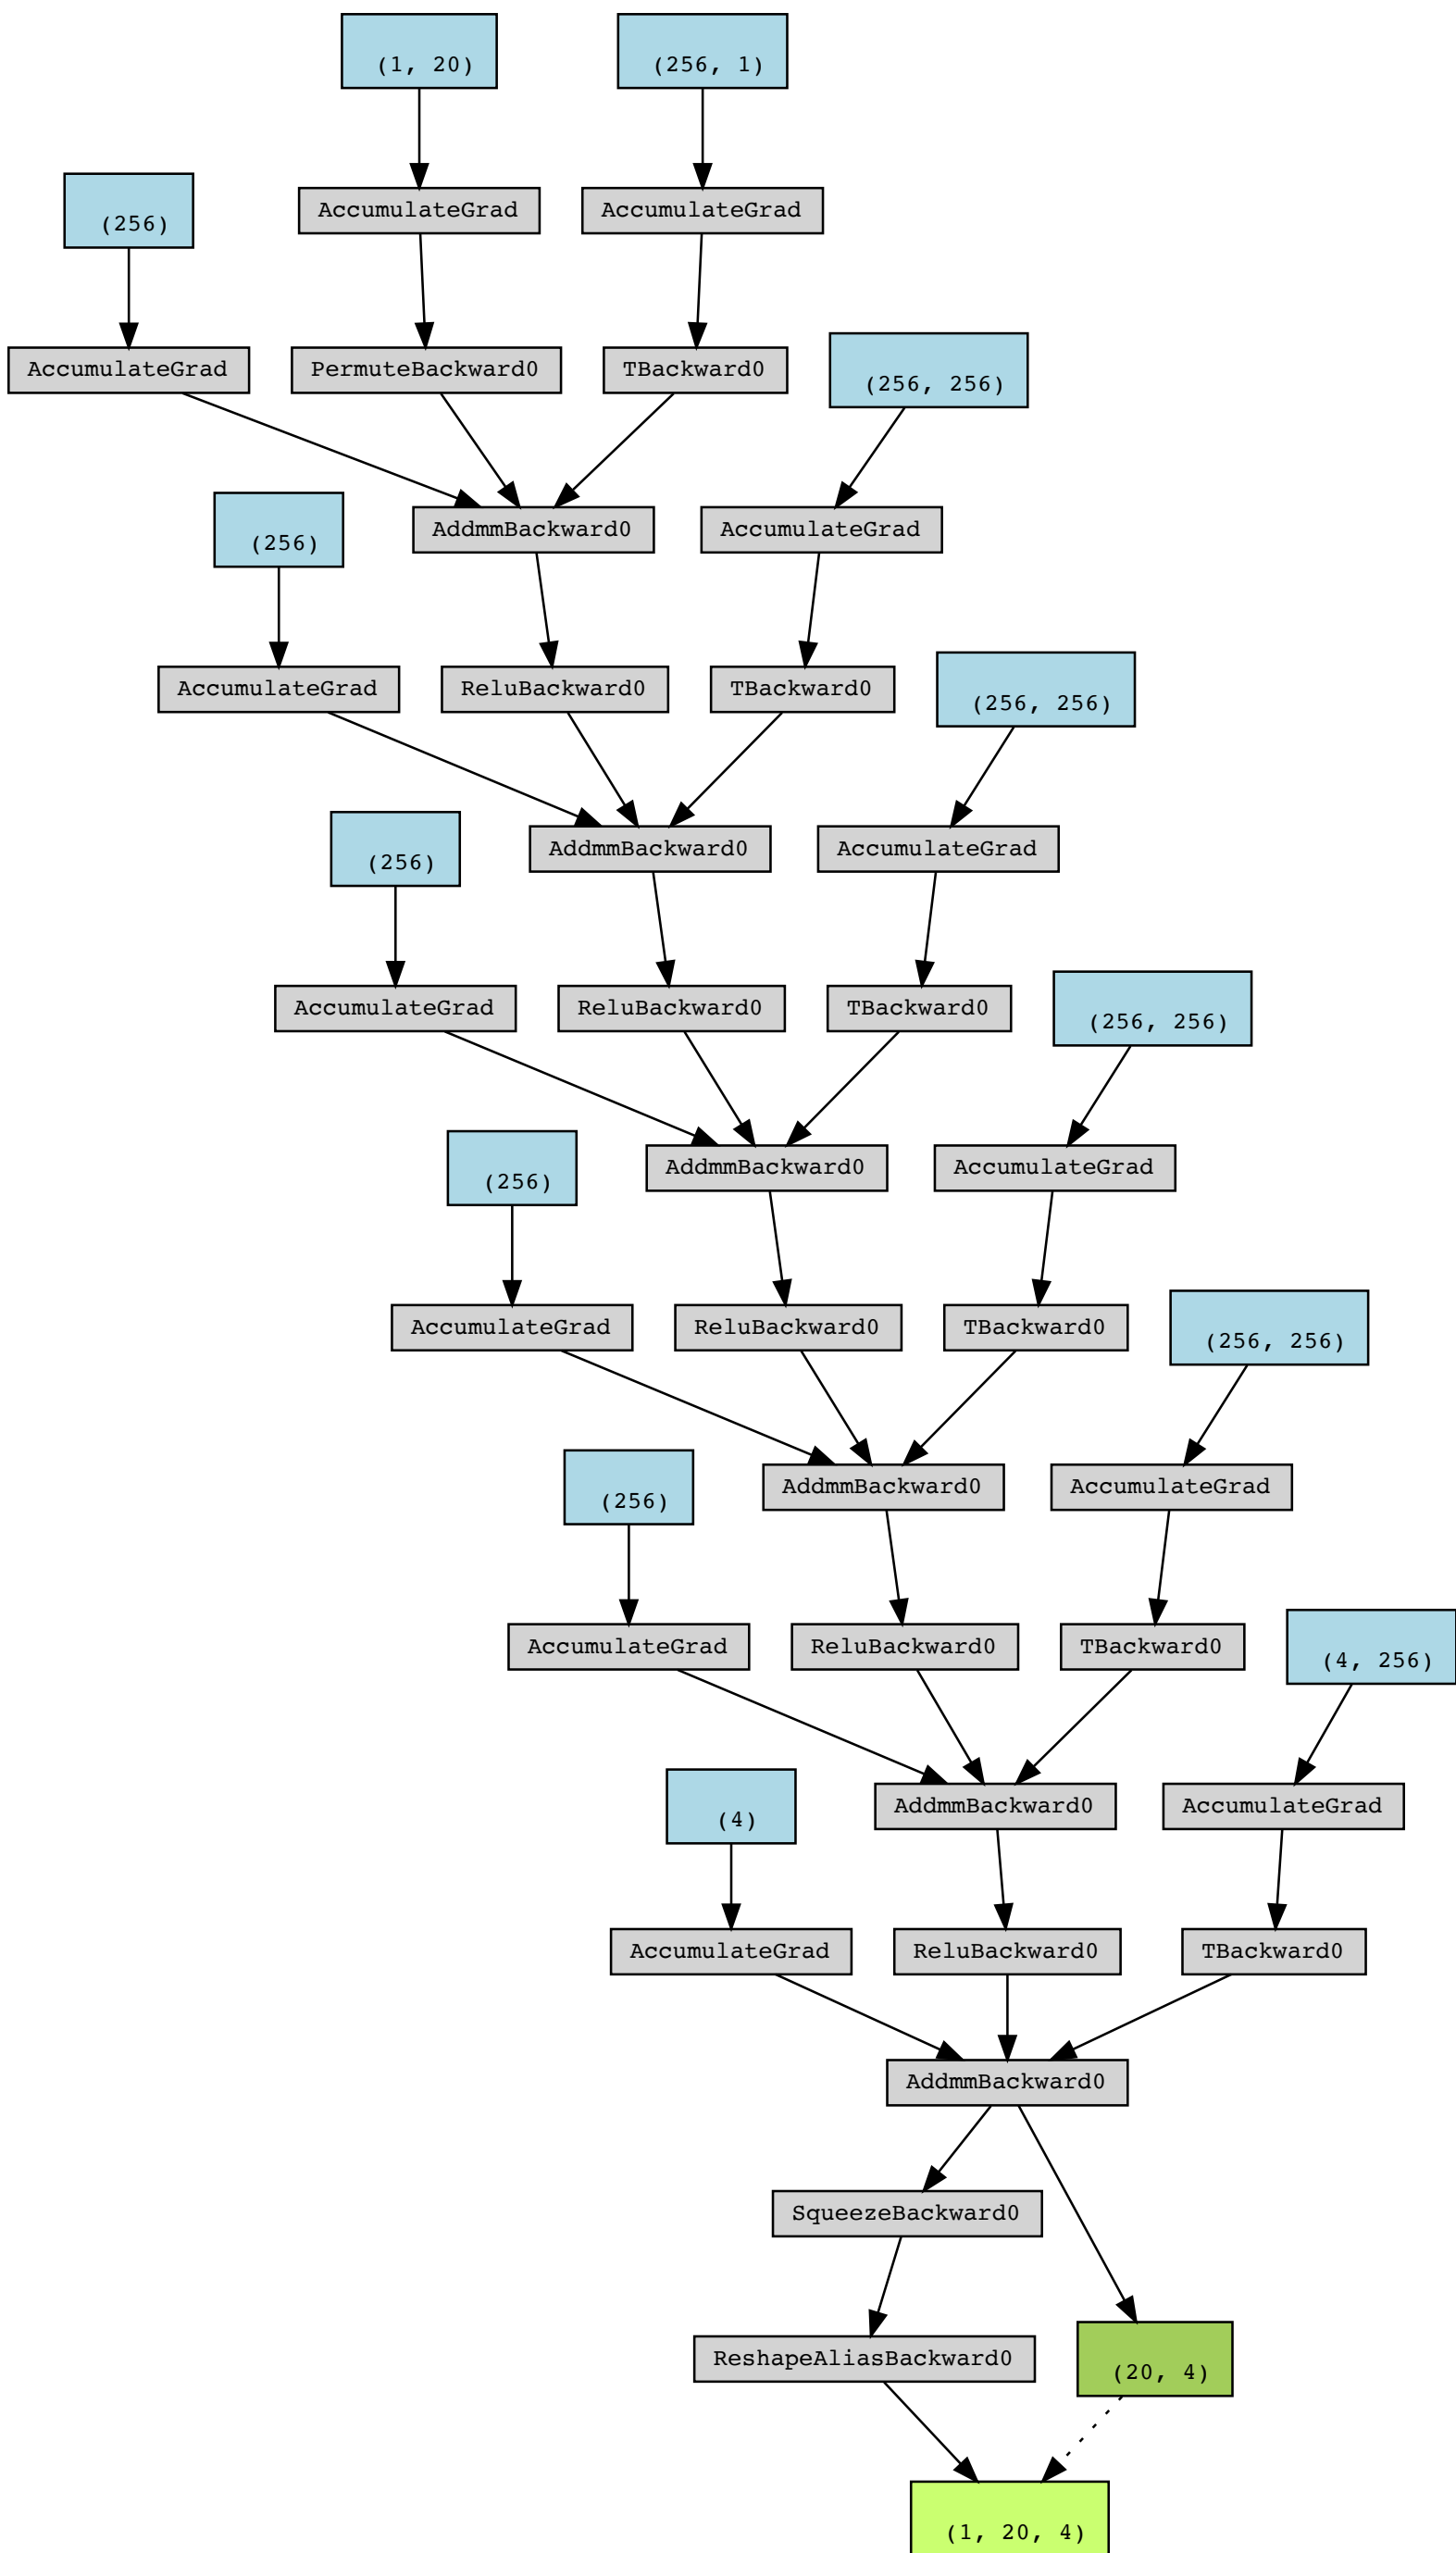 (1, 20)
(256, 1)
(256)
AccumulateGrad
AccumulateGrad
AccumulateGrad
PermuteBackward0
TBackward0
(256, 256)
(256)
AddmmBackward0
AccumulateGrad
AccumulateGrad
ReluBackward0
TBackward0
(256, 256)
(256)
AddmmBackward0
AccumulateGrad
AccumulateGrad
ReluBackward0
TBackward0
(256, 256)
(256)
AddmmBackward0
AccumulateGrad
AccumulateGrad
ReluBackward0
TBackward0
(256, 256)
(256)
AddmmBackward0
AccumulateGrad
AccumulateGrad
ReluBackward0
TBackward0
(4, 256)
(4)
AddmmBackward0
AccumulateGrad
AccumulateGrad
ReluBackward0
TBackward0
AddmmBackward0
SqueezeBackward0
ReshapeAliasBackward0
(20, 4)
(1, 20, 4)